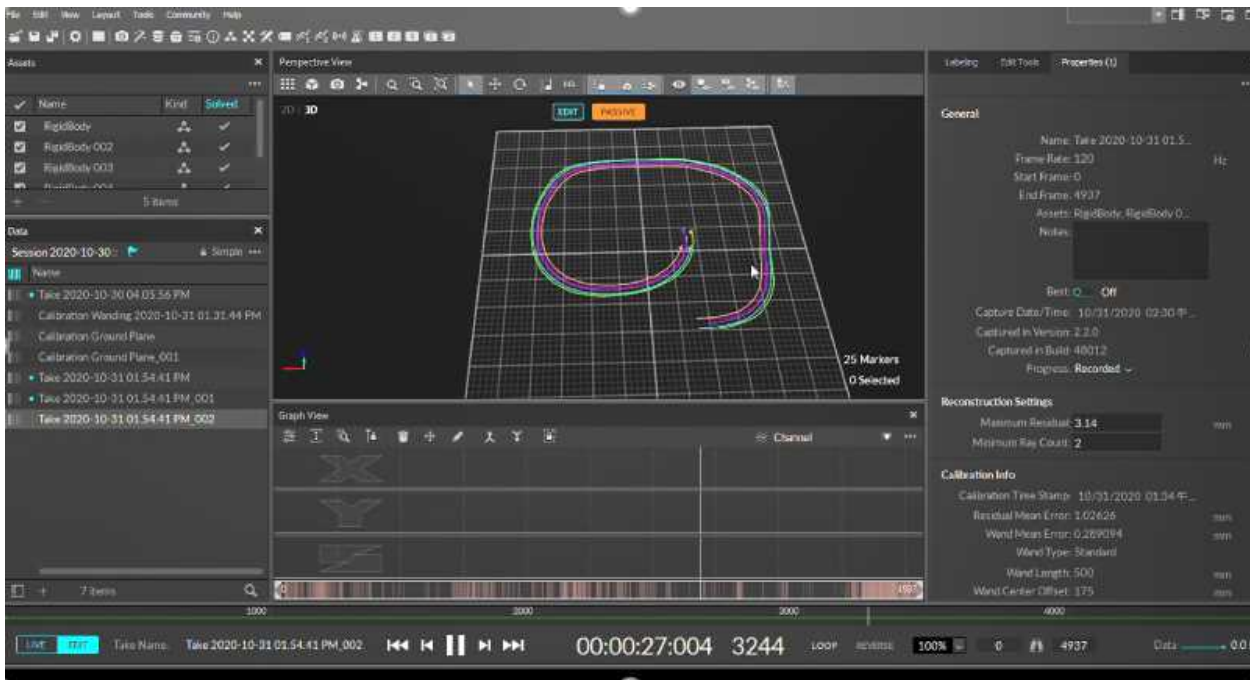 File Edit View Layout Tools Community Help
Assets
Name Kind Solved
RigidBody
RigidBody 002
RigidBody 003
RigidBody 004
5 items
Data
Session 2020-10-30 Simple
Name
Take 2020-10-30 04.05.56 PM
Calibration Wanding 2020-10-31 01.31.44 PM
Calibration Ground Plane
Calibration Ground Plane_001
Take 2020-10-31 01.54.41 PM
Take 2020-10-31 01.54.41 PM_001
Take 2020-10-31 01.54.41 PM_002
7 items
Perspective View
2D 3D
EDIT PASSIVE
25 Markers
0 Selected
Graph View
Channel
X
Y
Z
0 4937
Labeling Edit Tools Properties (1)
General
Name: Take 2020-10-31 01.5...
Frame Rate: 120 Hz
Start Frame: 0
End Frame: 4937
Assets: RigidBody, RigidBody 0...
Notes:
Best: Off
Capture Date/Time: 10/31/2020 02:30 午...
Captured in Version: 2.2.0
Captured in Build: 48012
Progress: Recorded
Reconstruction Settings
Maximum Residual: 3.14 mm
Minimum Ray Count: 2
Calibration Info
Calibration Time Stamp: 10/31/2020 01:34 午...
Residual Mean Error: 1.02626 mm
Wand Mean Error: 0.289094 mm
Wand Type: Standard
Wand Length: 500 mm
Wand Center Offset: 175 mm
1000 2000 3000 4000
LIVE EDIT Take Name: Take 2020-10-31 01.54.41 PM_002 00:00:27:004 3244 LOOP REVERSE 100% 0 4937 Data 0.0